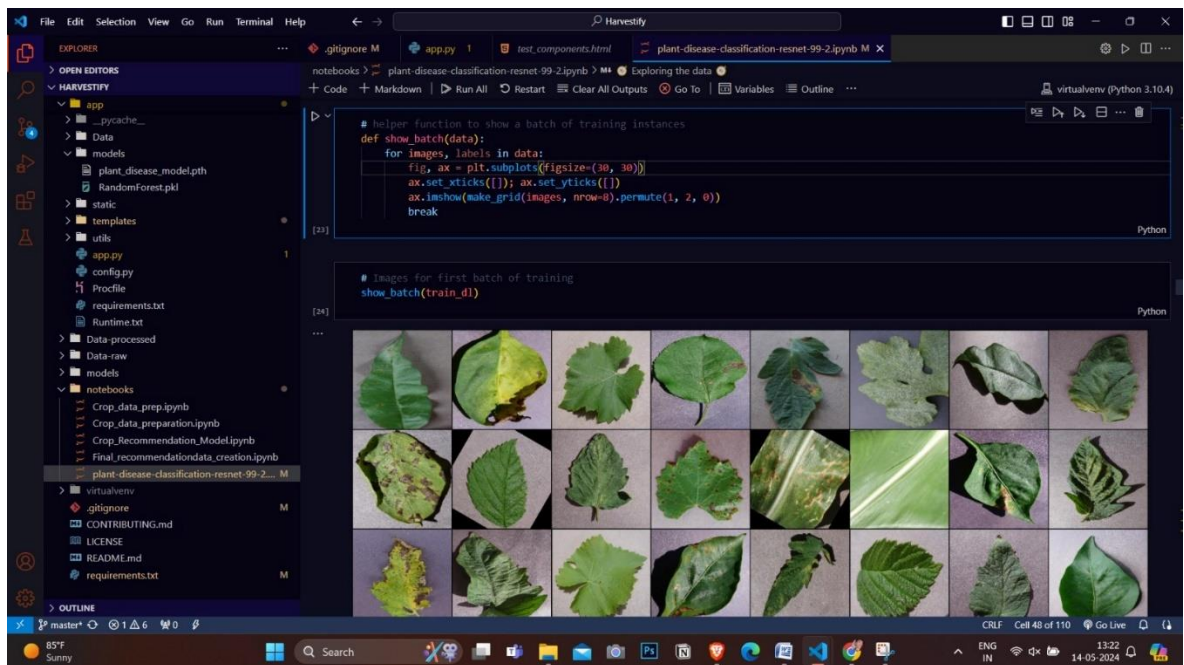 File Edit Selection View Go Run Terminal Help
Harvestify
EXPLORER
.gitignore M
app.py 1
test_components.html
plant-disease-classification-resnet-99-2.ipynb M
OPEN EDITORS
HARVESTIFY
app
__pycache__
Data
models
plant_disease_model.pth
RandomForest.pkl
static
templates
utils
app.py 1
config.py
Procfile
requirements.txt
Runtime.txt
Data-processed
Data-raw
models
notebooks
Crop_data_prep.ipynb
Crop_data_preparation.ipynb
Crop_Recommendation_Model.ipynb
Final_recommendationdata_creation.ipynb
plant-disease-classification-resnet-99-2.... M
virtualvenv
.gitignore M
CONTRIBUTING.md
LICENSE
README.md
requirements.txt M
OUTLINE
notebooks > plant-disease-classification-resnet-99-2.ipynb > M↓ Exploring the data
+ Code + Markdown | Run All Restart Clear All Outputs Go To | Variables Outline ...
virtualvenv (Python 3.10.4)
# helper function to show a batch of training instances
def show_batch(data):
for images, labels in data:
fig, ax = plt.subplots(figsize=(30, 30))
ax.set_xticks([]); ax.set_yticks([])
ax.imshow(make_grid(images, nrow=8).permute(1, 2, 0))
break
[23]
Python
# Images for first batch of training
show_batch(train_dl)
[24]
Python
master* 1 6 0
CRLF Cell 48 of 110 Go Live
85°F
Sunny
Search
ENG
IN
13:22
14-05-2024